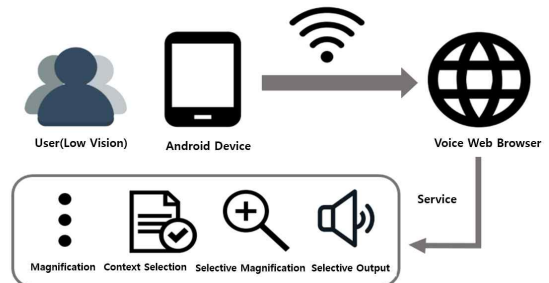 User(Low Vision)
Android Device
Voice Web Browser
Service
Magnification
Context Selection
Selective Magnification
Selective Output